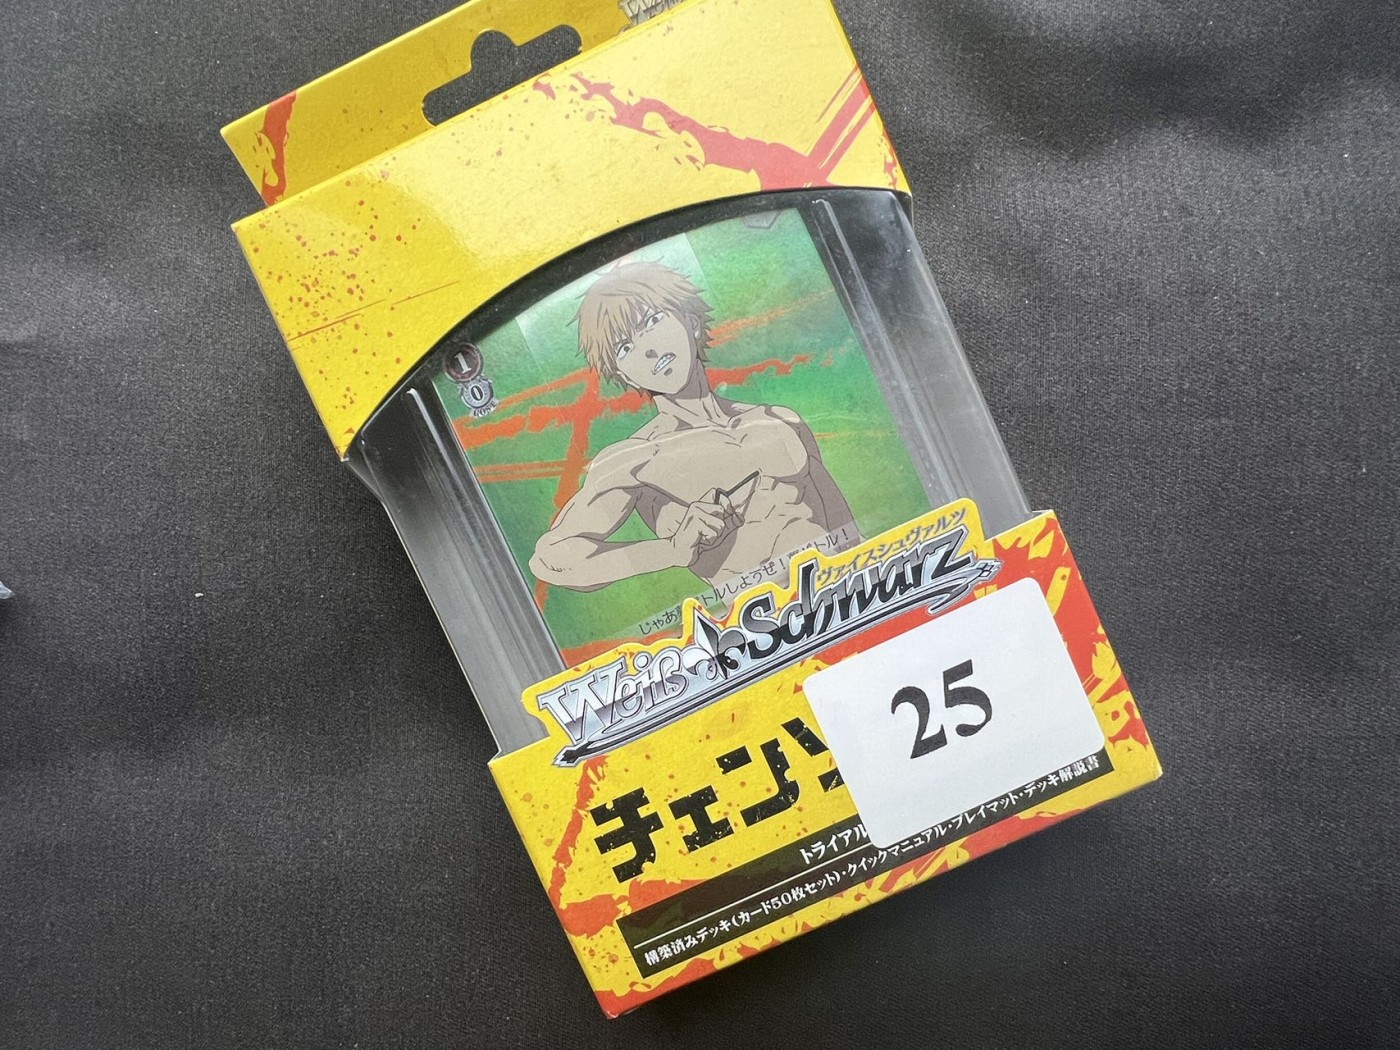 1
0
COST
じゃあ
トルしようぜ!
トル!
ヴァイスシュヴァルツ
Weiß Schwarz
チェンソ
25
トライアル
構築済みデッキ(カード50枚セット)・クイックマニュアル・プレイマット・デッキ解説書